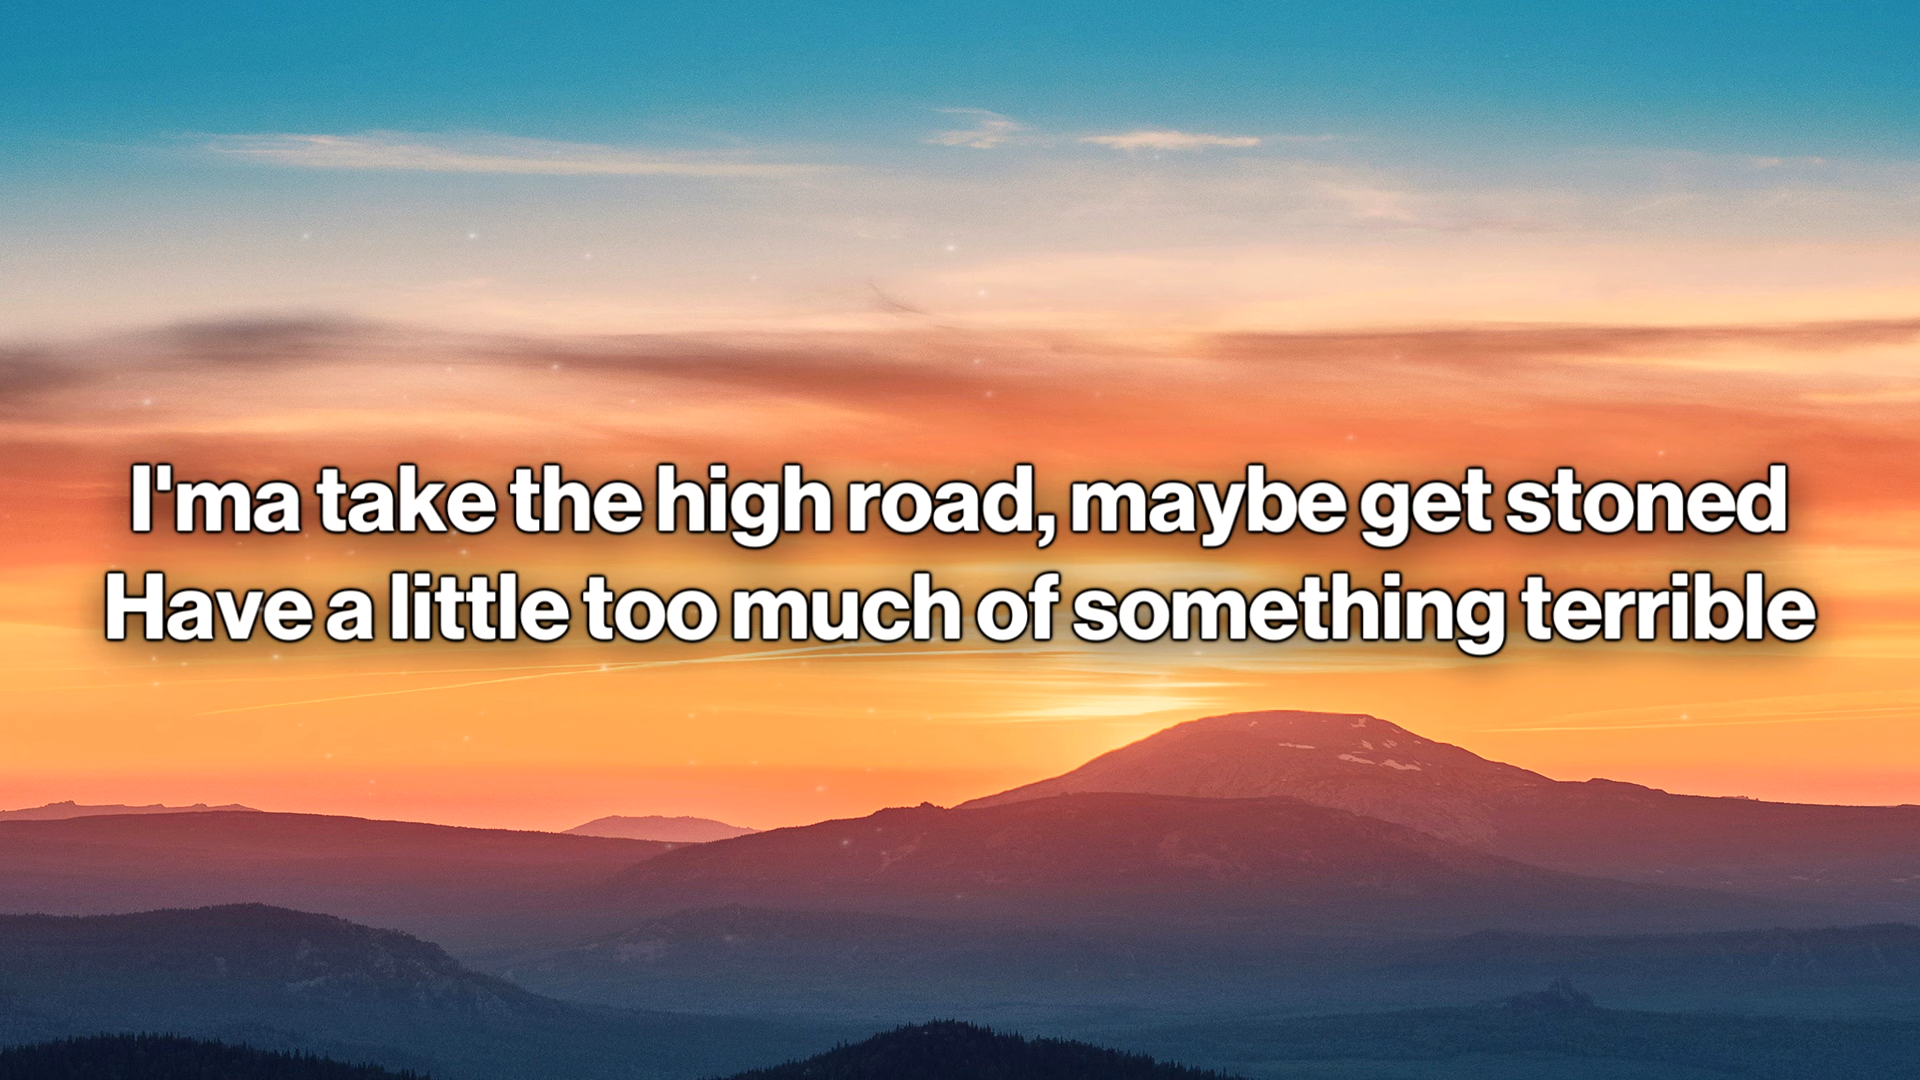 I'ma take the high road, maybe get stoned
Have a little too much of something terrible